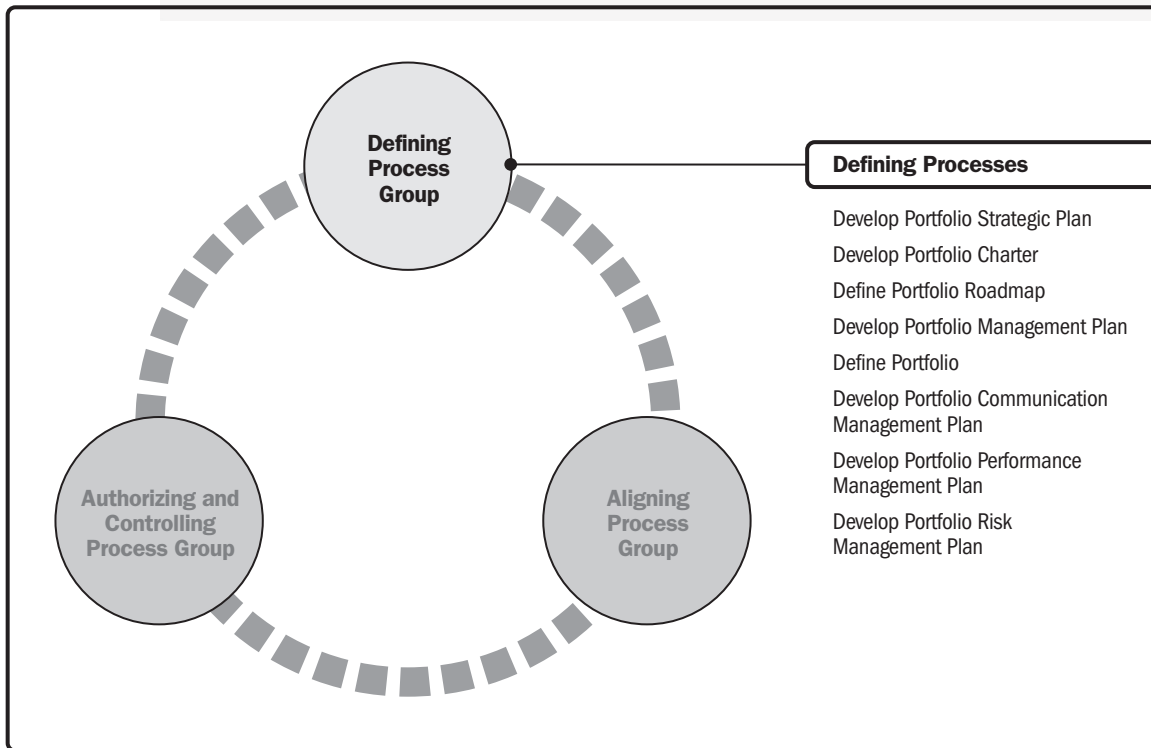 Defining
Process
Group
Defining Processes
Develop Portfolio Strategic Plan
Develop Portfolio Charter
Define Portfolio Roadmap
Develop Portfolio Management Plan
Define Portfolio
Develop Portfolio Communication
Management Plan
Develop Portfolio Performance
Management Plan
Develop Portfolio Risk
Management Plan
Authorizing and
Controlling
Process Group
Aligning
Process
Group